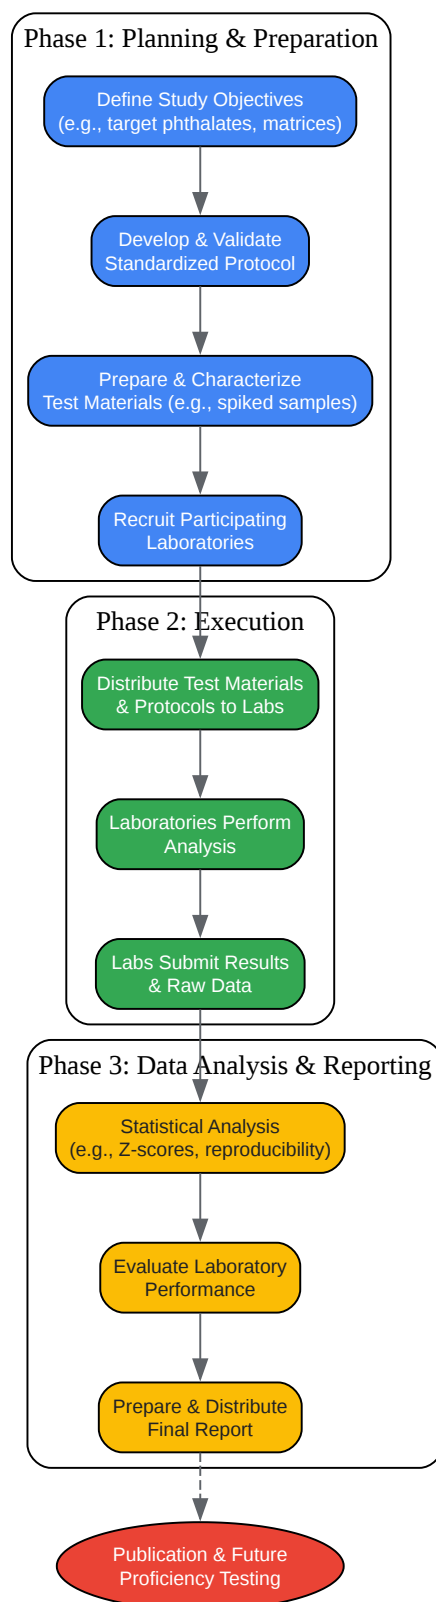 Phase 1: Planning & Preparation
Define Study Objectives
(e.g., target phthalates, matrices)
Develop & Validate
Standardized Protocol
Prepare & Characterize
Test Materials (e.g., spiked samples)
Recruit Participating
Laboratories
Phase 2: Execution
Distribute Test Materials
& Protocols to Labs
Laboratories Perform
Analysis
Labs Submit Results
& Raw Data
Phase 3: Data Analysis & Reporting
Statistical Analysis
(e.g., Z-scores, reproducibility)
Evaluate Laboratory
Performance
Prepare & Distribute
Final Report
Publication & Future
Proficiency Testing